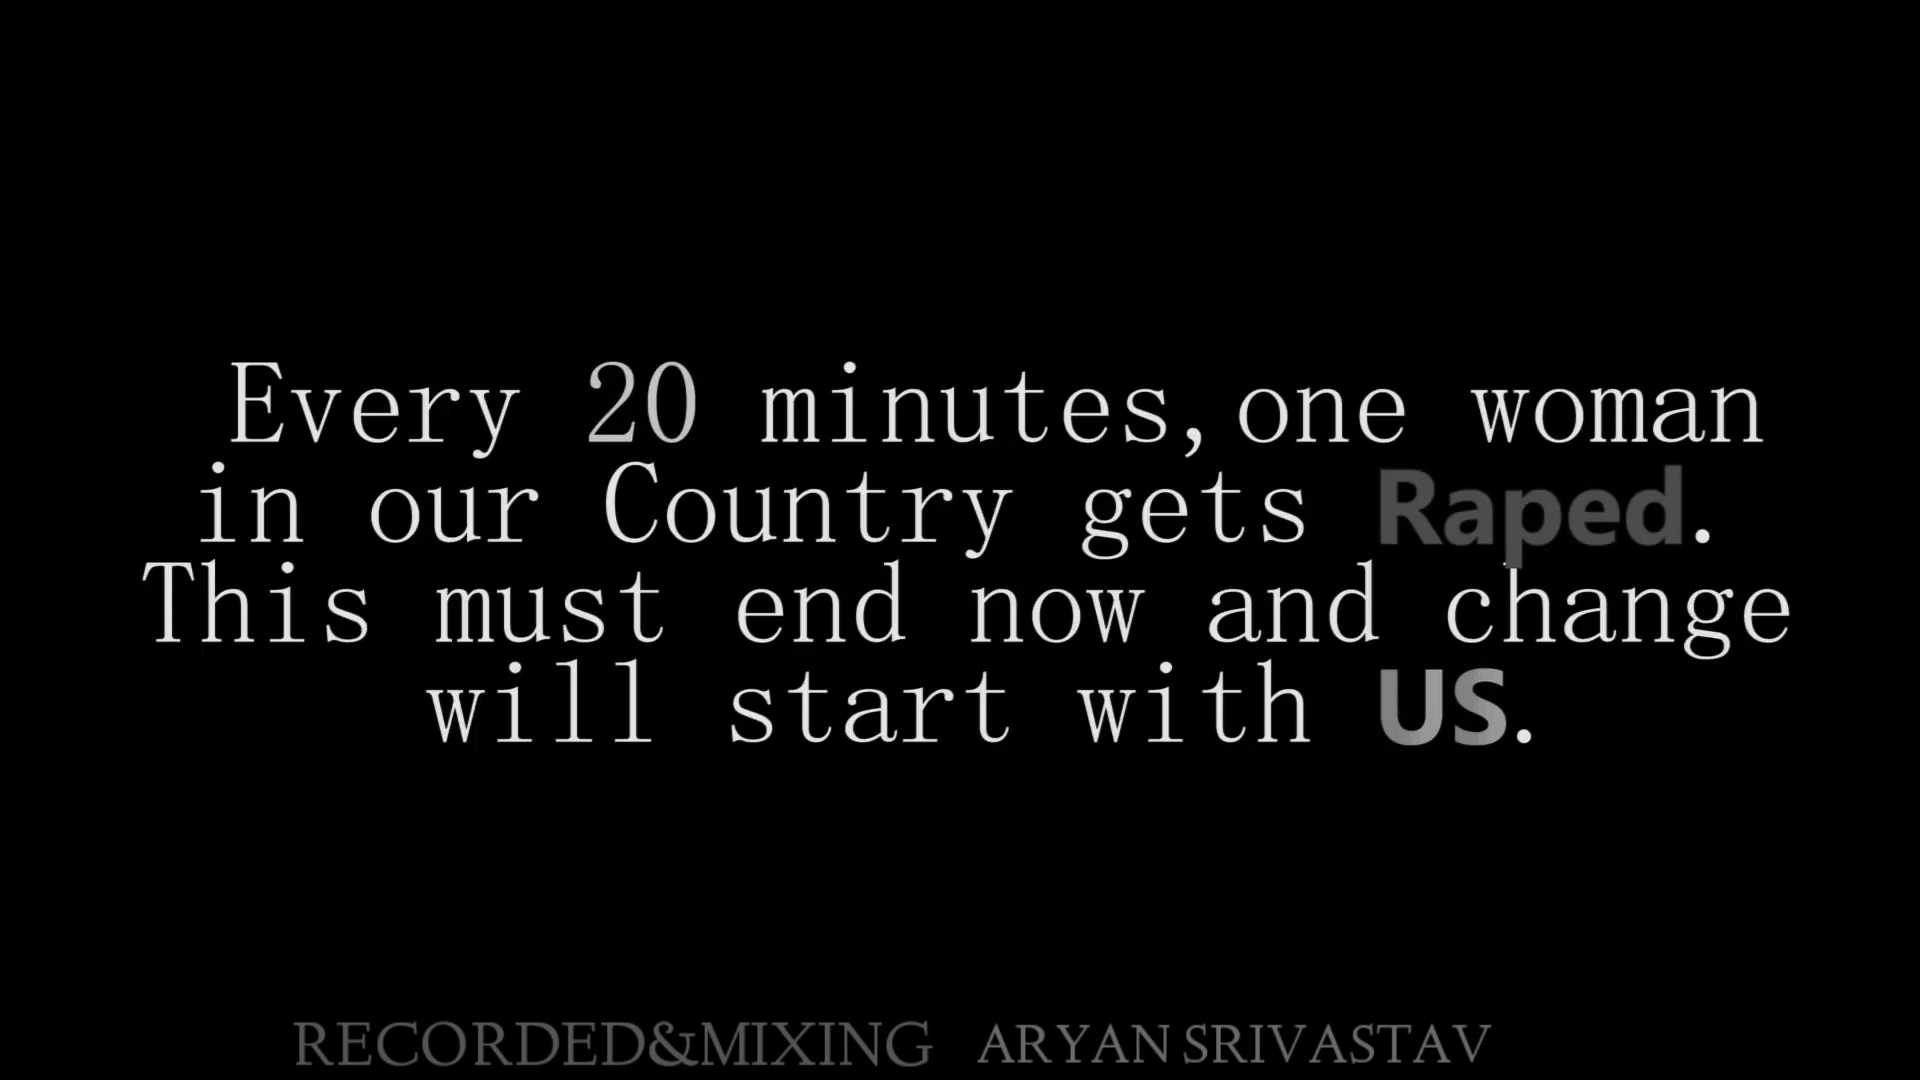 Every 20 minutes,one woman
in our Country gets Raped.
This must end now and change
will start with US.
RECORDED&MIXING ARYAN SRIVASTAV